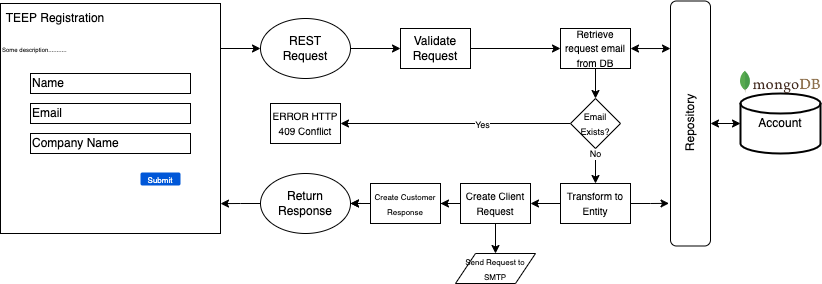 TEEP Registration
Some description...........
Name
Email
Company Name
Submit
REST
Request
Validate
Request
Retrieve
request email
from DB
Email
Exists?
Yes
No
ERROR HTTP
409 Conflict
Return
Response
Create Customer
Response
Create Client
Request
Transform to
Entity
Send Request to
SMTP
Repository
mongoDB
Account